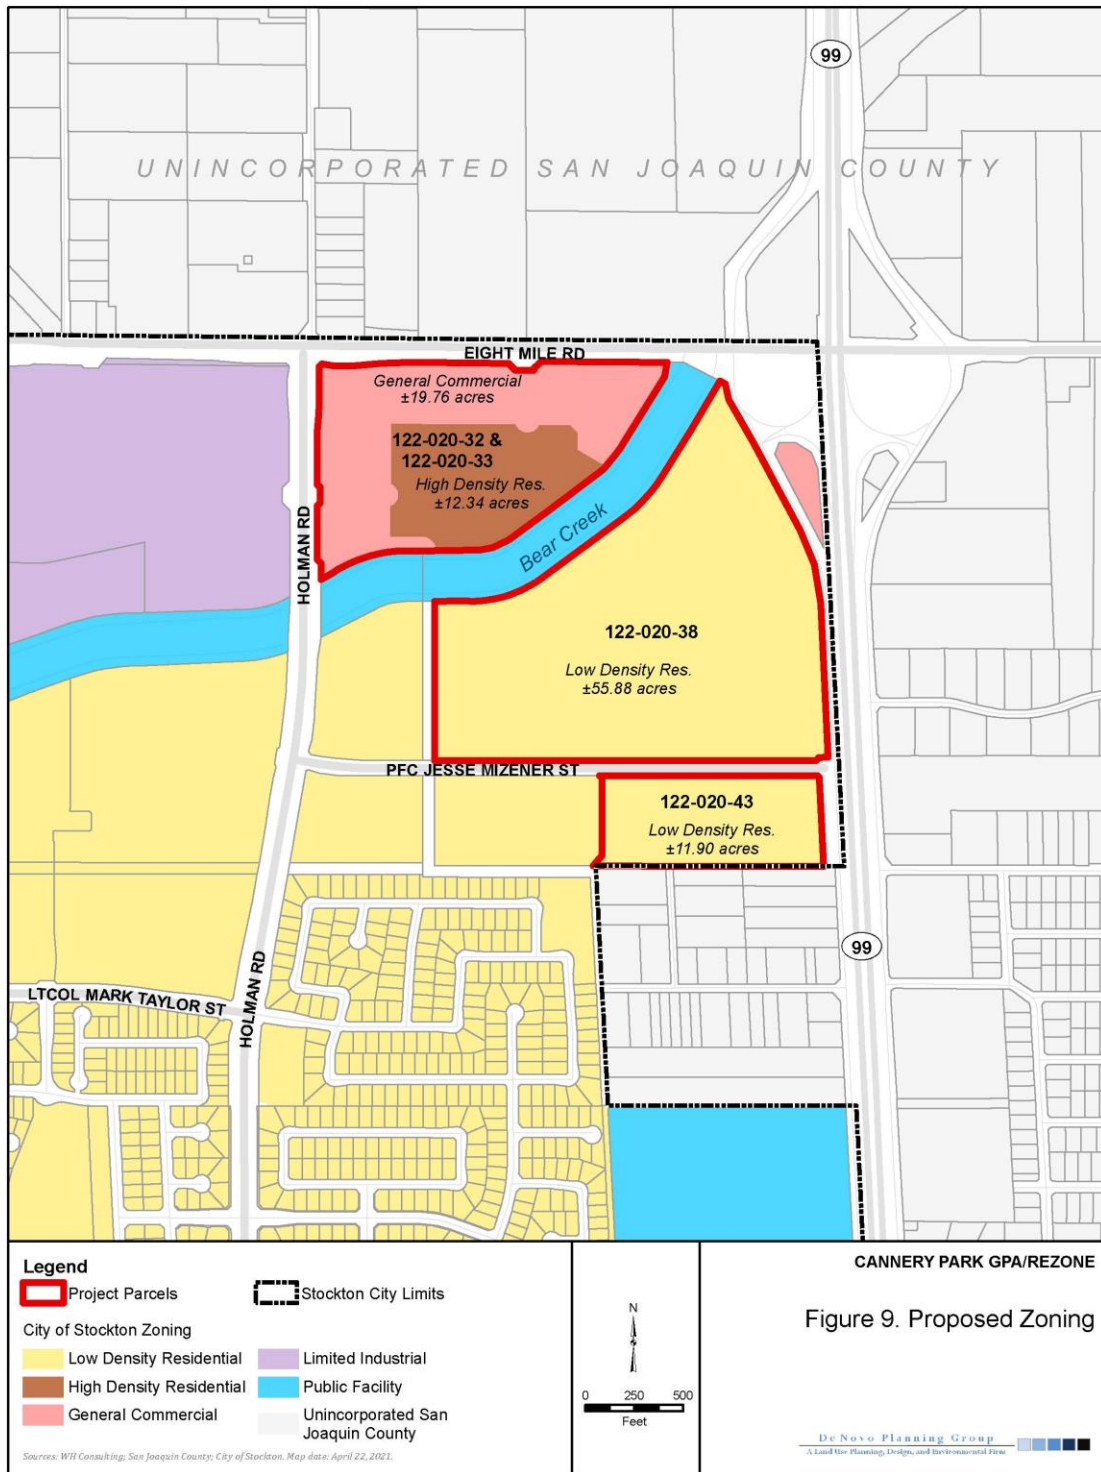 99
UNINCORPORATED SAN JOAQUIN COUNTY
EIGHT MILE RD
General Commercial
±19.76 acres
122-020-32 &
122-020-33
High Density Res.
±12.34 acres
HOLMAN RD
Bear Creek
122-020-38
Low Density Res.
±55.88 acres
PFC JESSE MIZENER ST
122-020-43
Low Density Res.
±11.90 acres
99
HOLMAN RD
LTCOL MARK TAYLOR ST
Legend
Project Parcels
Stockton City Limits
City of Stockton Zoning
Low Density Residential
Limited Industrial
High Density Residential
Public Facility
General Commercial
Unincorporated San
Joaquin County
Sources: WH Consulting; San Joaquin County; City of Stockton. Map date: April 22, 2021.
N
0 250 500
Feet
CANNERY PARK GPA/REZONE
Figure 9. Proposed Zoning
De Novo Planning Group
A Land Use Planning, Design, and Environmental Firm